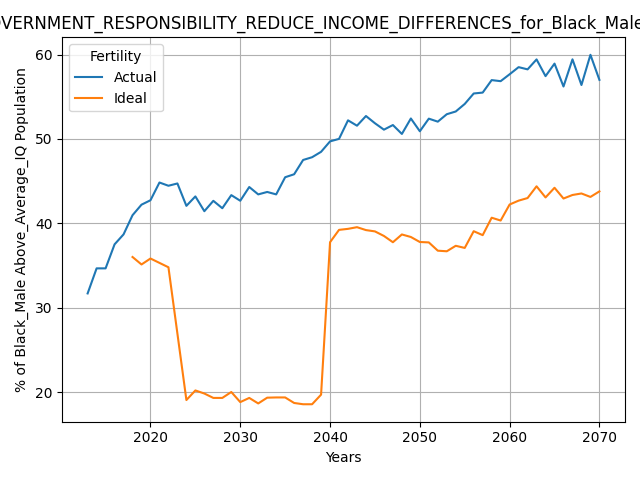 OVERNMENT_RESPONSIBILITY_REDUCE_INCOME_DIFFERENCES_for_Black_Male
% of Black_Male Above_Average_IQ Population
60
50
40
30
20
Fertility
Actual
Ideal
2020 2030 2040 2050 2060 2070
Years